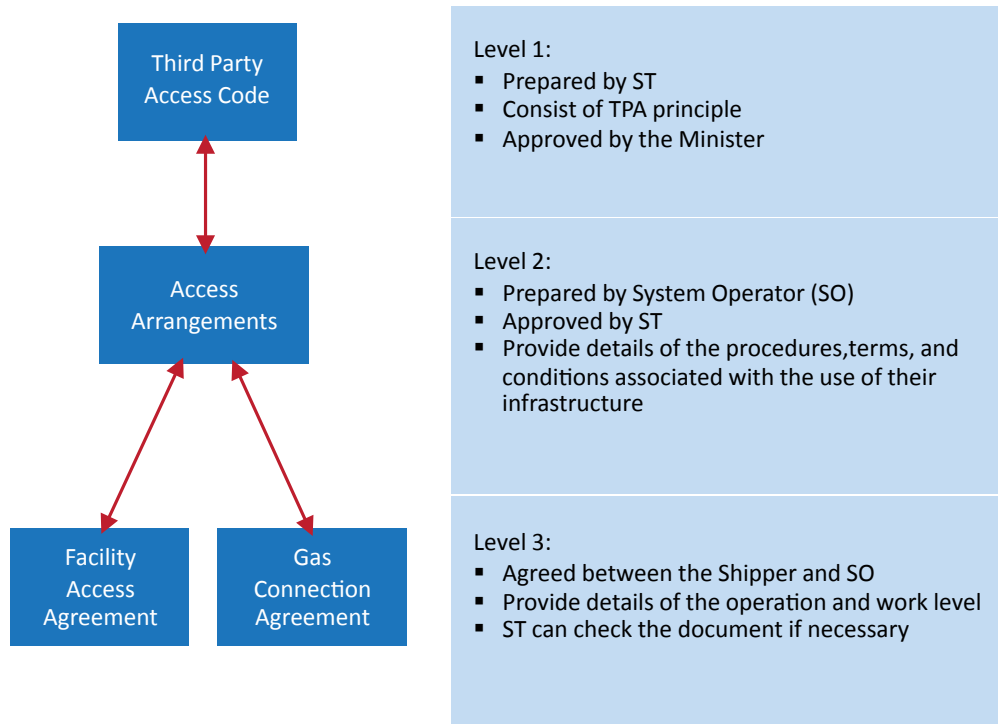 Third Party
Access Code
Level 1:
▪ Prepared by ST
▪ Consist of TPA principle
▪ Approved by the Minister
Access
Arrangements
Level 2:
▪ Prepared by System Operator (SO)
▪ Approved by ST
▪ Provide details of the procedures,terms, and
conditions associated with the use of their
infrastructure
Facility
Access
Agreement
Gas
Connection
Agreement
Level 3:
▪ Agreed between the Shipper and SO
▪ Provide details of the operation and work level
▪ ST can check the document if necessary